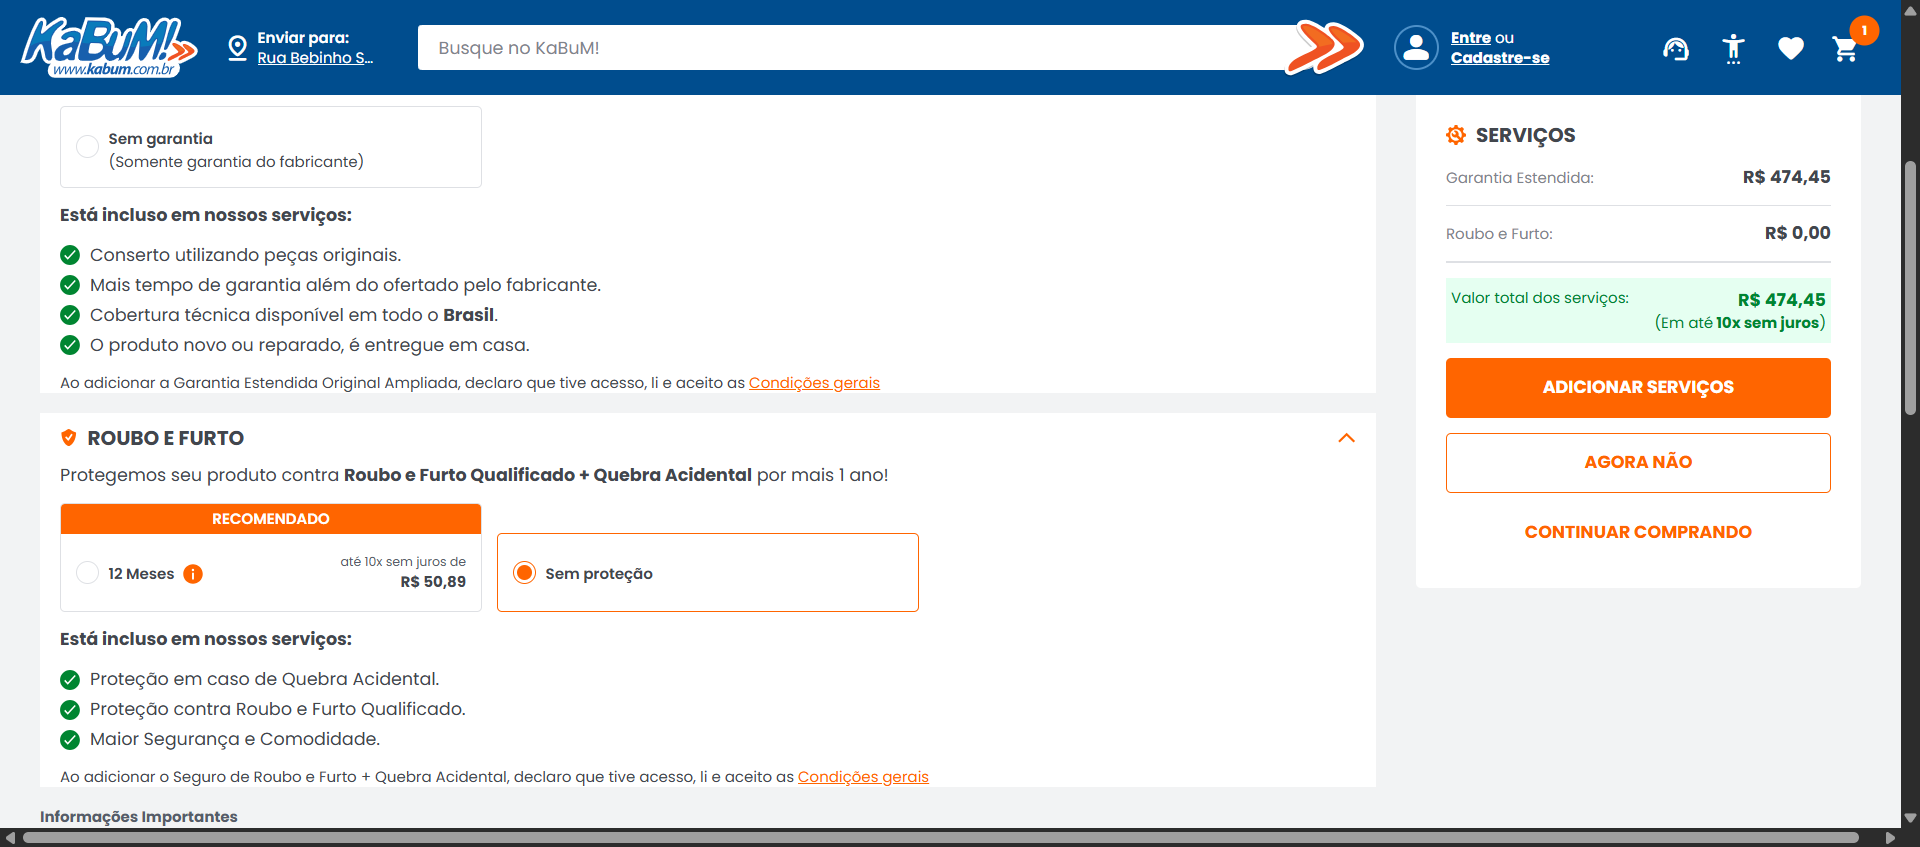 KaBuM!
www.kabum.com.br
Enviar para:
Rua Bebinho S...
Busque no KaBuM!
Entre ou
Cadastre-se
1
Sem garantia
(Somente garantia do fabricante)
Está incluso em nossos serviços:
Conserto utilizando peças originais.
Mais tempo de garantia além do ofertado pelo fabricante.
Cobertura técnica disponível em todo o Brasil.
O produto novo ou reparado, é entregue em casa.
Ao adicionar a Garantia Estendida Original Ampliada, declaro que tive acesso, li e aceito as Condições gerais
ROUBO E FURTO
Protegemos seu produto contra Roubo e Furto Qualificado + Quebra Acidental por mais 1 ano!
RECOMENDADO
12 Meses
até 10x sem juros de
R$ 50,89
Sem proteção
Está incluso em nossos serviços:
Proteção em caso de Quebra Acidental.
Proteção contra Roubo e Furto Qualificado.
Maior Segurança e Comodidade.
Ao adicionar o Seguro de Roubo e Furto + Quebra Acidental, declaro que tive acesso, li e aceito as Condições gerais
Informações Importantes
SERVIÇOS
Garantia Estendida: R$ 474,45
Roubo e Furto: R$ 0,00
Valor total dos serviços: R$ 474,45
(Em até 10x sem juros)
ADICIONAR SERVIÇOS
AGORA NÃO
CONTINUAR COMPRANDO